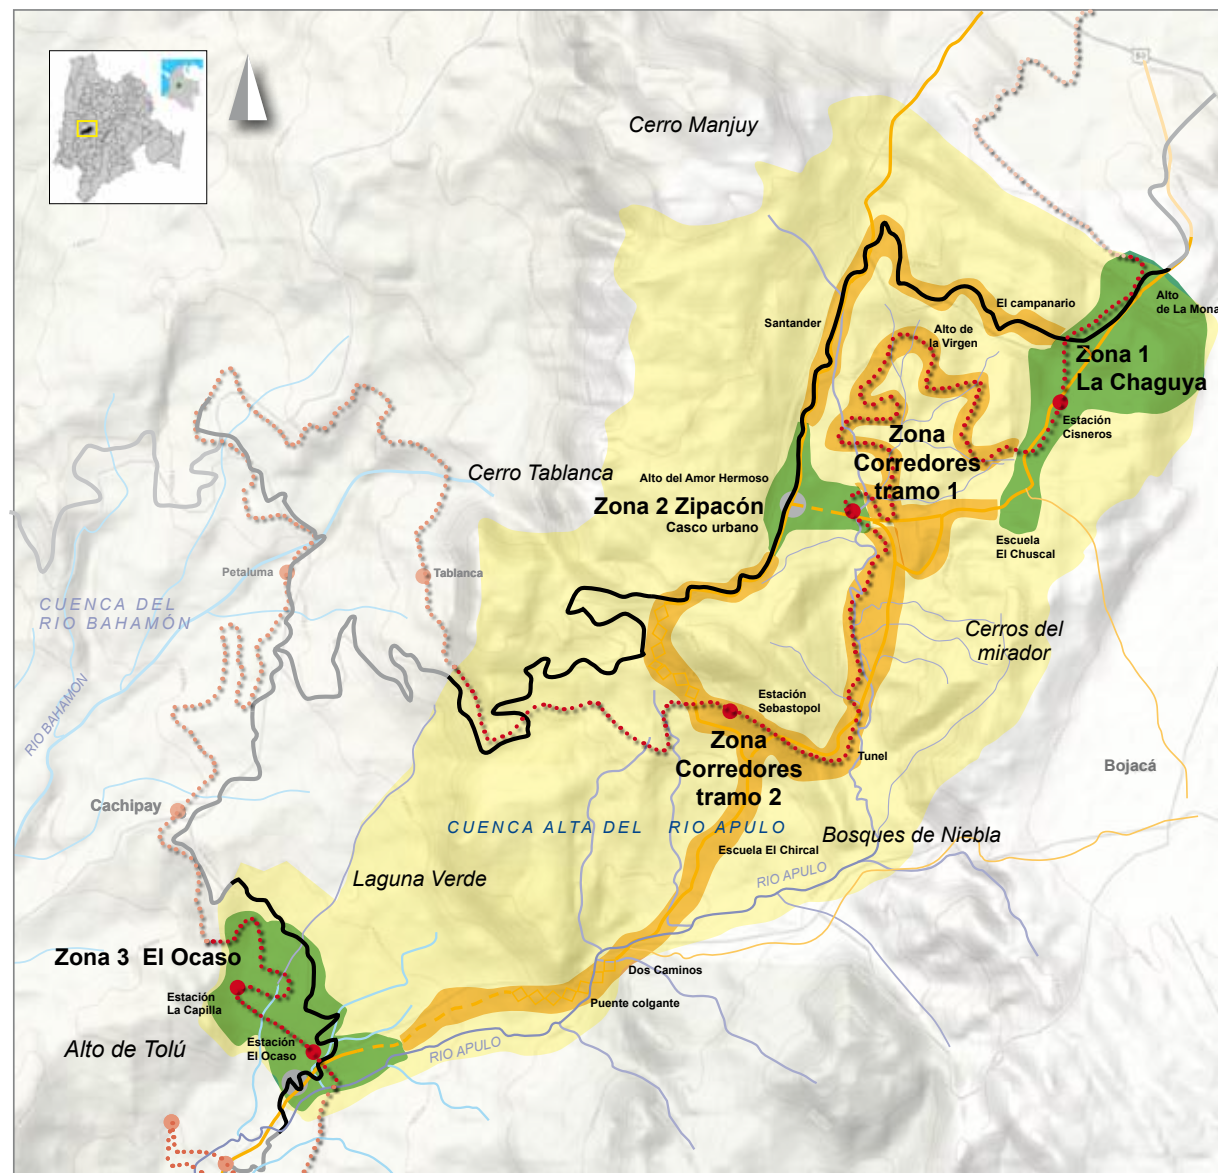 Cerro Manjuy
El campanario
Alto
de La Mona
Santander
Alto de
la Virgen
Zona 1
La Chaguya
Estación
Cisneros
Zona
Corredores
tramo 1
Cerro Tablanca
Alto del Amor Hermoso
Zona 2 Zipacón
Casco urbano
Escuela
El Chuscal
Petaluma
Tablanca
CUENCA DEL
RIO BAHAMÓN
RIO BAHAMON
Cerros del
mirador
Estación
Sebastopol
Zona
Corredores
tramo 2
Tunel
Bojacá
Cachipay
CUENCA ALTA DEL RIO APULO
Bosques de Niebla
Escuela El Chircal
RIO APULO
Laguna Verde
Zona 3 El Ocaso
Dos Caminos
Estación
La Capilla
Puente colgante
Estación
El Ocaso
Alto de Tolú
RIO APULO